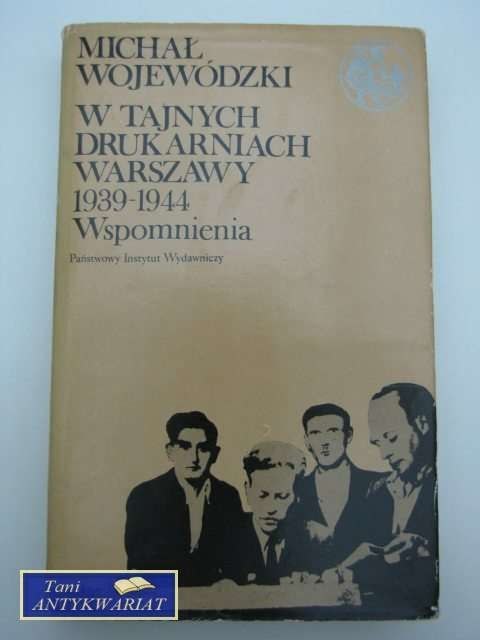 MICHAŁ
WOJEWÓDZKI
W TAJNYCH
DRUKARNIACH
WARSZAWY
1939-1944
Wspomnienia
Państwowy Instytut Wydawniczy
Tani
ANTYKWARIAT